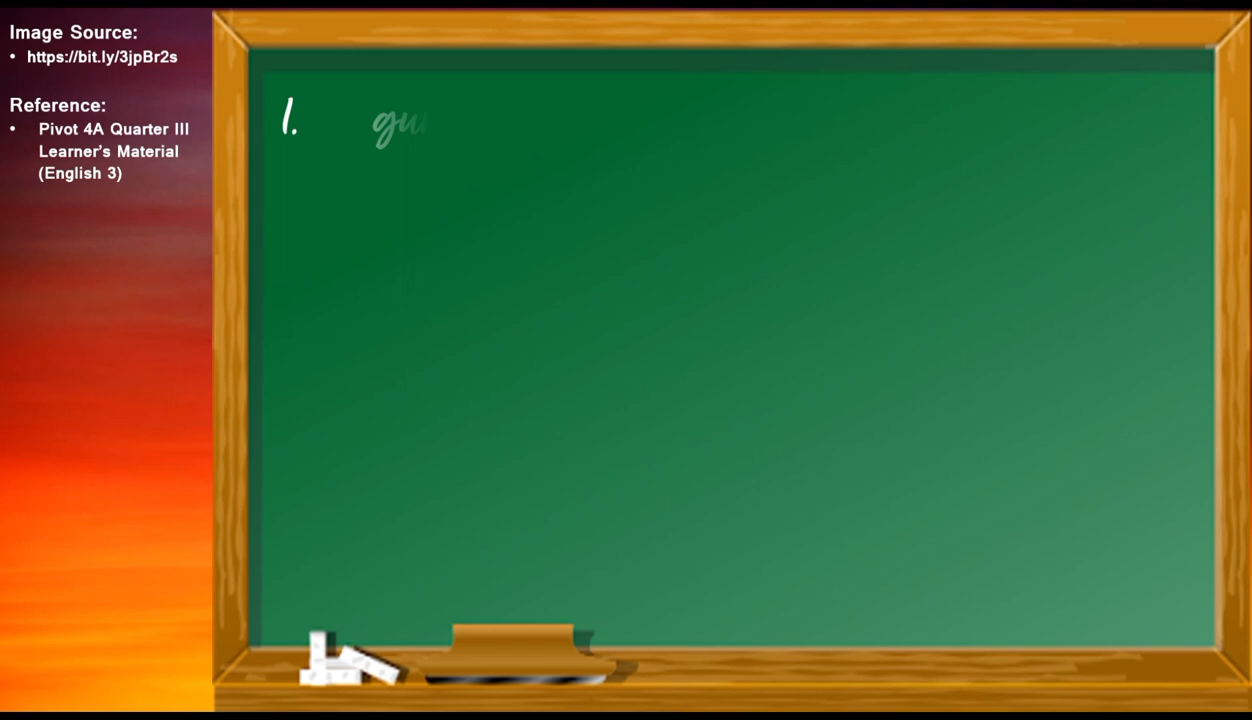 Image Source:
• https://bit.ly/3jpBr2s
Reference:
• Pivot 4A Quarter III
Learner's Material
(English 3)
1.